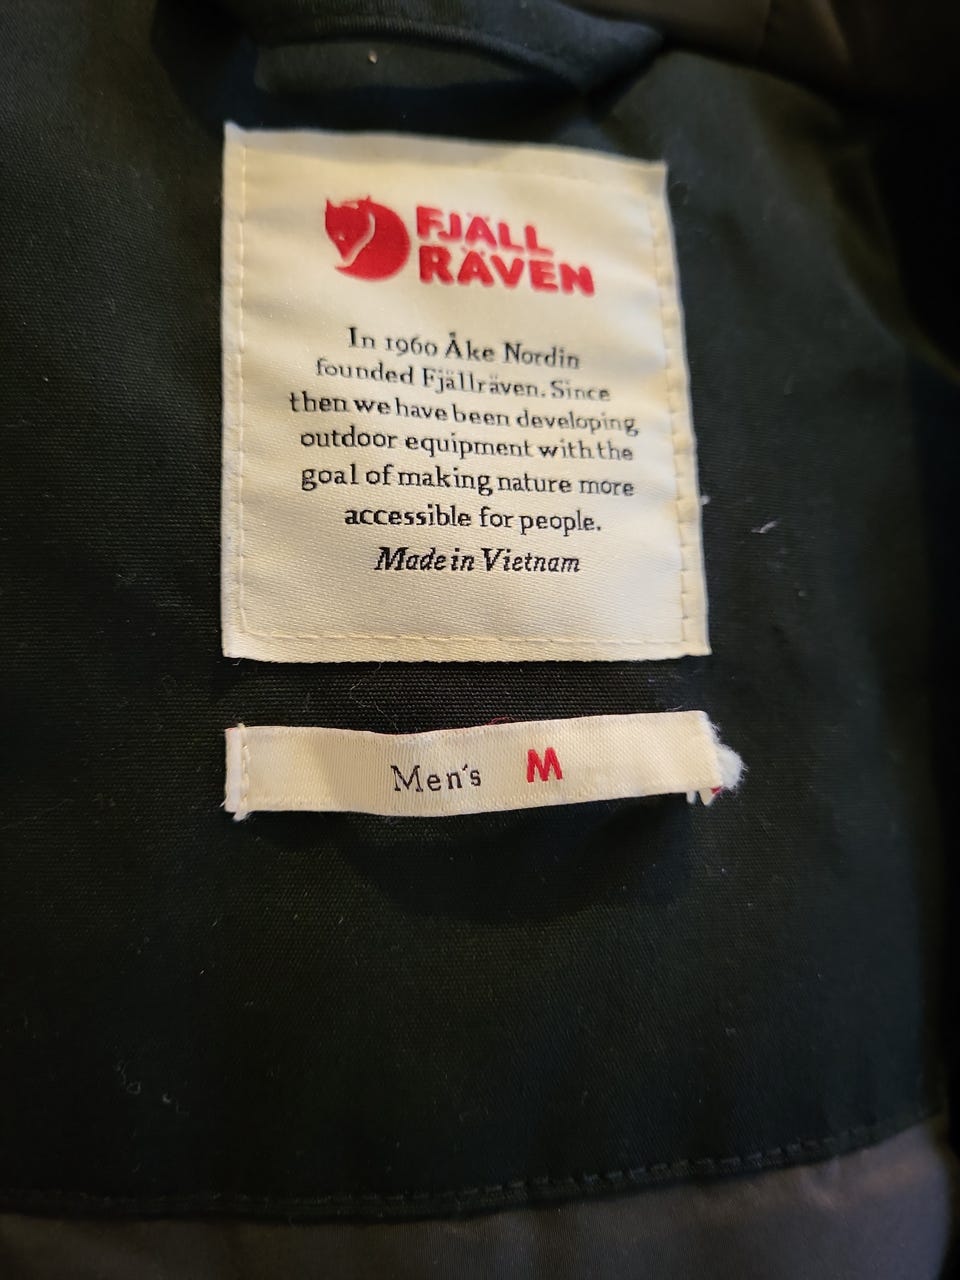 FJÄLL
RÄVEN
In 1960 Åke Nordin
founded Fjällräven. Since
then we have been developing
outdoor equipment with the
goal of making nature more
accessible for people.
Made in Vietnam
Men's M